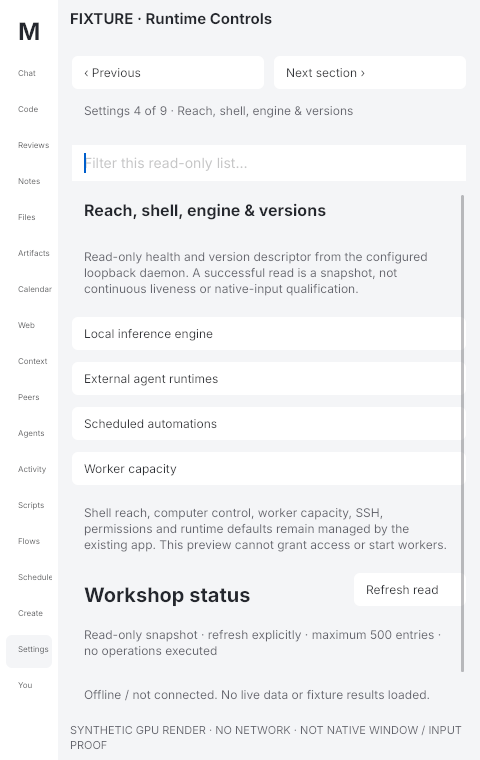 M
FIXTURE · Runtime Controls
Chat
Code
Reviews
Notes
Files
Artifacts
Calendar
Web
Context
Peers
Agents
Activity
Scripts
Flows
Schedule
Create
Settings
You
‹ Previous
Next section ›
Settings 4 of 9 · Reach, shell, engine & versions
Filter this read-only list...
Reach, shell, engine & versions
Read-only health and version descriptor from the configured
loopback daemon. A successful read is a snapshot, not
continuous liveness or native-input qualification.
Local inference engine
External agent runtimes
Scheduled automations
Worker capacity
Shell reach, computer control, worker capacity, SSH,
permissions and runtime defaults remain managed by the
existing app. This preview cannot grant access or start workers.
Workshop status
Refresh read
Read-only snapshot · refresh explicitly · maximum 500 entries ·
no operations executed
Offline / not connected. No live data or fixture results loaded.
SYNTHETIC GPU RENDER · NO NETWORK · NOT NATIVE WINDOW / INPUT
PROOF